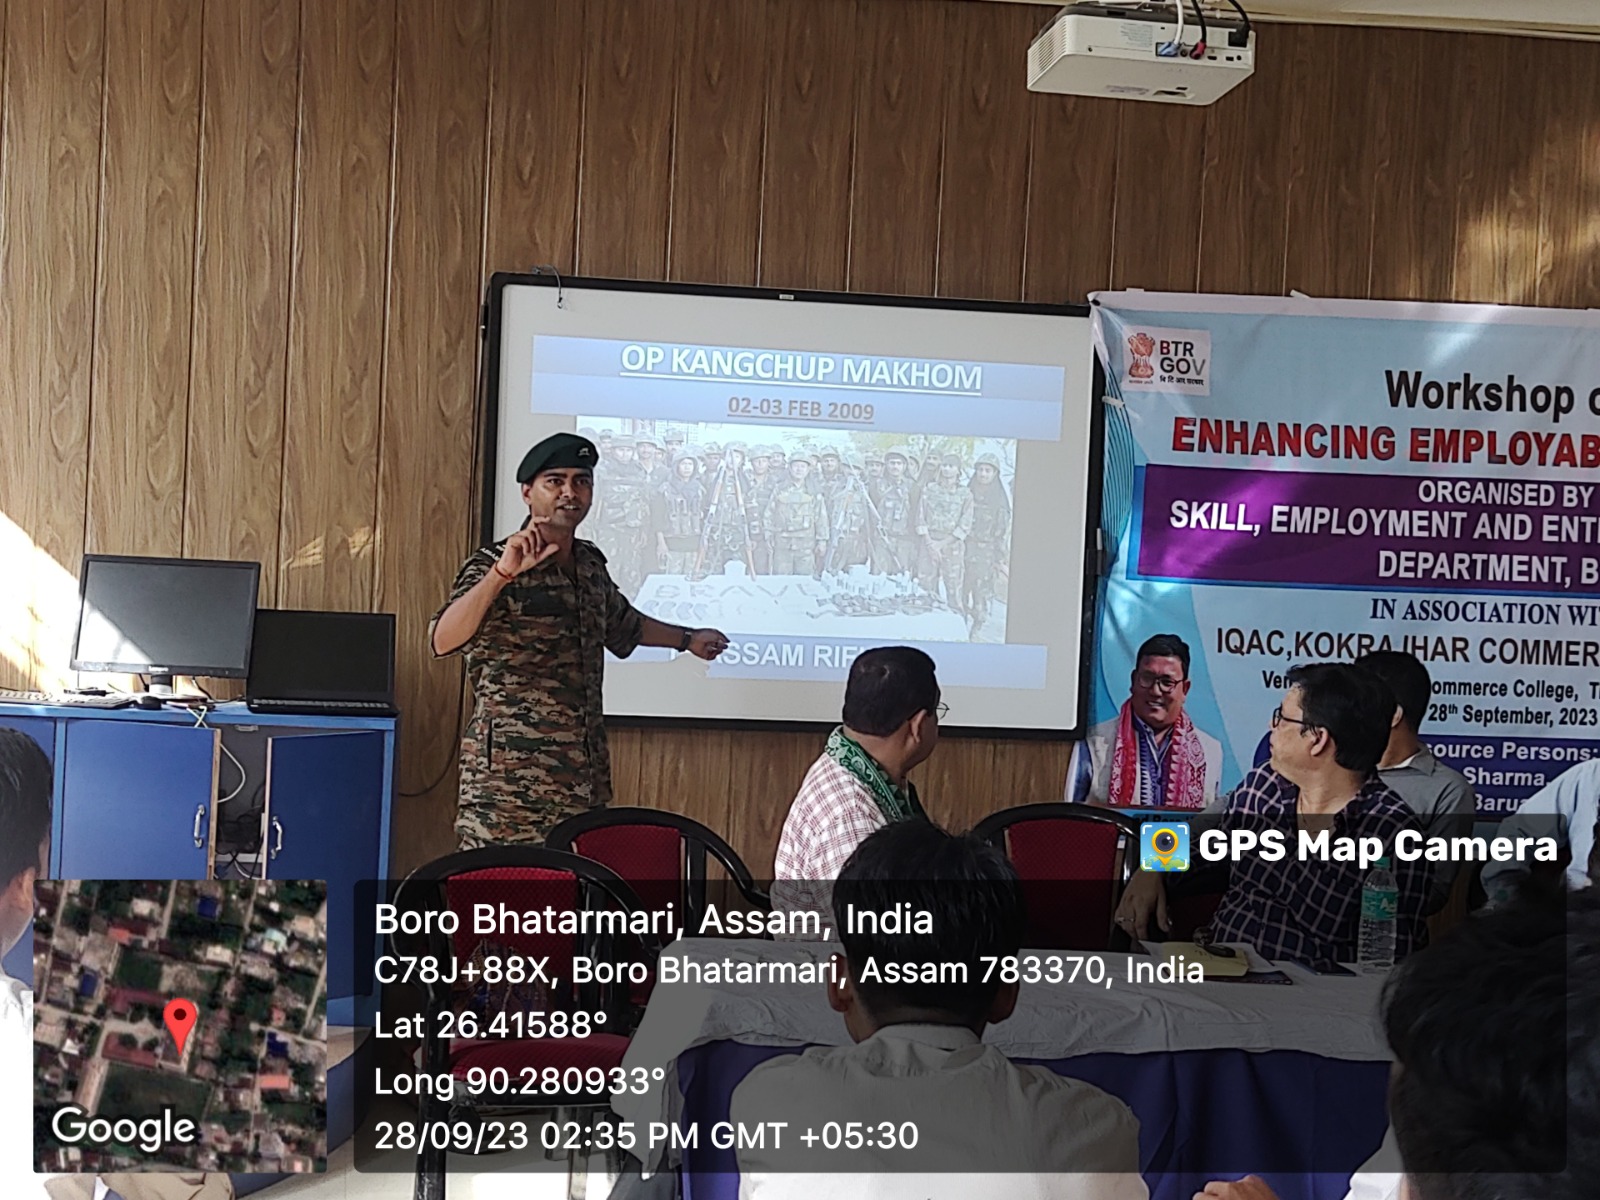 OP KANGCHUP MAKHOM
02-03 FEB 2009
BRAVE
ASSAM RIF
BTR
GOV
Workshop
ENHANCING EMPLOYAB
ORGANISED BY
SKILL, EMPLOYMENT AND ENT
DEPARTMENT, B
IN ASSOCIATION WI
IQAC, KOKRAJHAR COMMER
Ven ommerce College, T
28th September, 2023
source Persons:
Sharma
Barua
GPS Map Camera
Boro Bhatarmari, Assam, India
C78J+88X, Boro Bhatarmari, Assam 783370, India
Lat 26.41588°
Long 90.280933°
28/09/23 02:35 PM GMT +05:30
Google